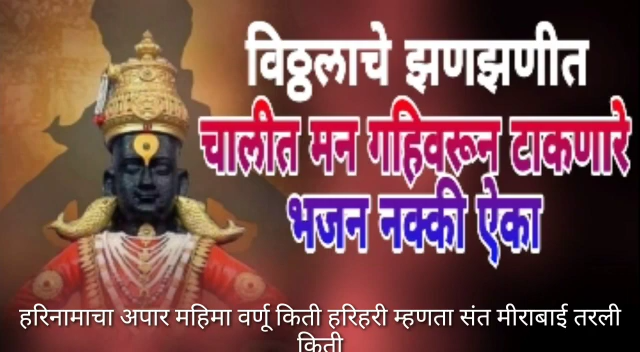 विठ्ठलाचे झणझणीत
चालीत मन गहिवरून टाकणारे
भजन नक्की ऐका
हरिनामाचा अपार महिमा वर्णू किती हरिहरी म्हणता संत मीराबाई तरली
किती